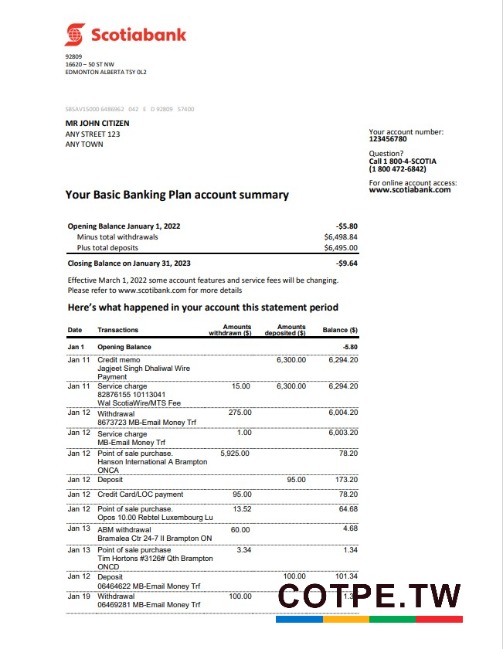 Scotiabank
92809
16620 – 50 ST NW
EDMONTON ALBERTA TSY 0L2
MR JOHN CITIZEN
ANY STREET 123
ANY TOWN
Your account number:
123456780
Question?
Call 1 800-4-SCOTIA
(1 800 472-6842)
For online account access:
www.scotiabank.com
Your Basic Banking Plan account summary
Opening Balance January 1, 2022 -$5.80
Minus total withdrawals $6,498.84
Plus total deposits $6,495.00
Closing Balance on January 31, 2023 -$9.64
Effective March 1, 2022 some account features and service fees will be changing.
Please refer to www.scotibank.com for more details
Here's what happened in your account this statement period
Date Transactions Amounts withdrawn ($) Amounts deposited ($) Balance ($)
Jan 1 Opening Balance -5.80
Jan 11 Credit memo 6,300.00 6,294.20
Jagjeet Singh Dhaliwal Wire
Payment
Jan 11 Service charge 15.00 6,300.00 6,294.20
82876155 10113041
Wal ScotiaWire/MTS Fee
Jan 12 Withdrawal 275.00 6,004.20
8673723 MB-Email Money Trf
Jan 12 Service charge 1.00 6,003.20
MB-Email Money Trf
Jan 12 Point of sale purchase. 5,925.00 78.20
Hanson International A Brampton
ONCA
Jan 12 Deposit 95.00 173.20
Jan 12 Credit Card/LOC payment 95.00 78.20
Jan 12 Point of sale purchase. 13.52 64.68
Opos 10.00 Rebtel Luxembourg Lu
Jan 13 ABM withdrawal 60.00 4.68
Bramalea Ctr 24-7 II Brampton ON
Jan 13 Point of sale purchase 3.34 1.34
Tim Hortons #3126# Qth Brampton
ONCD
Jan 12 Deposit 100.00 101.34
06464622 MB-Email Money Trf
Jan 19 Withdrawal 100.00
06469281 MB-Email Money Trf
COTPE.TW